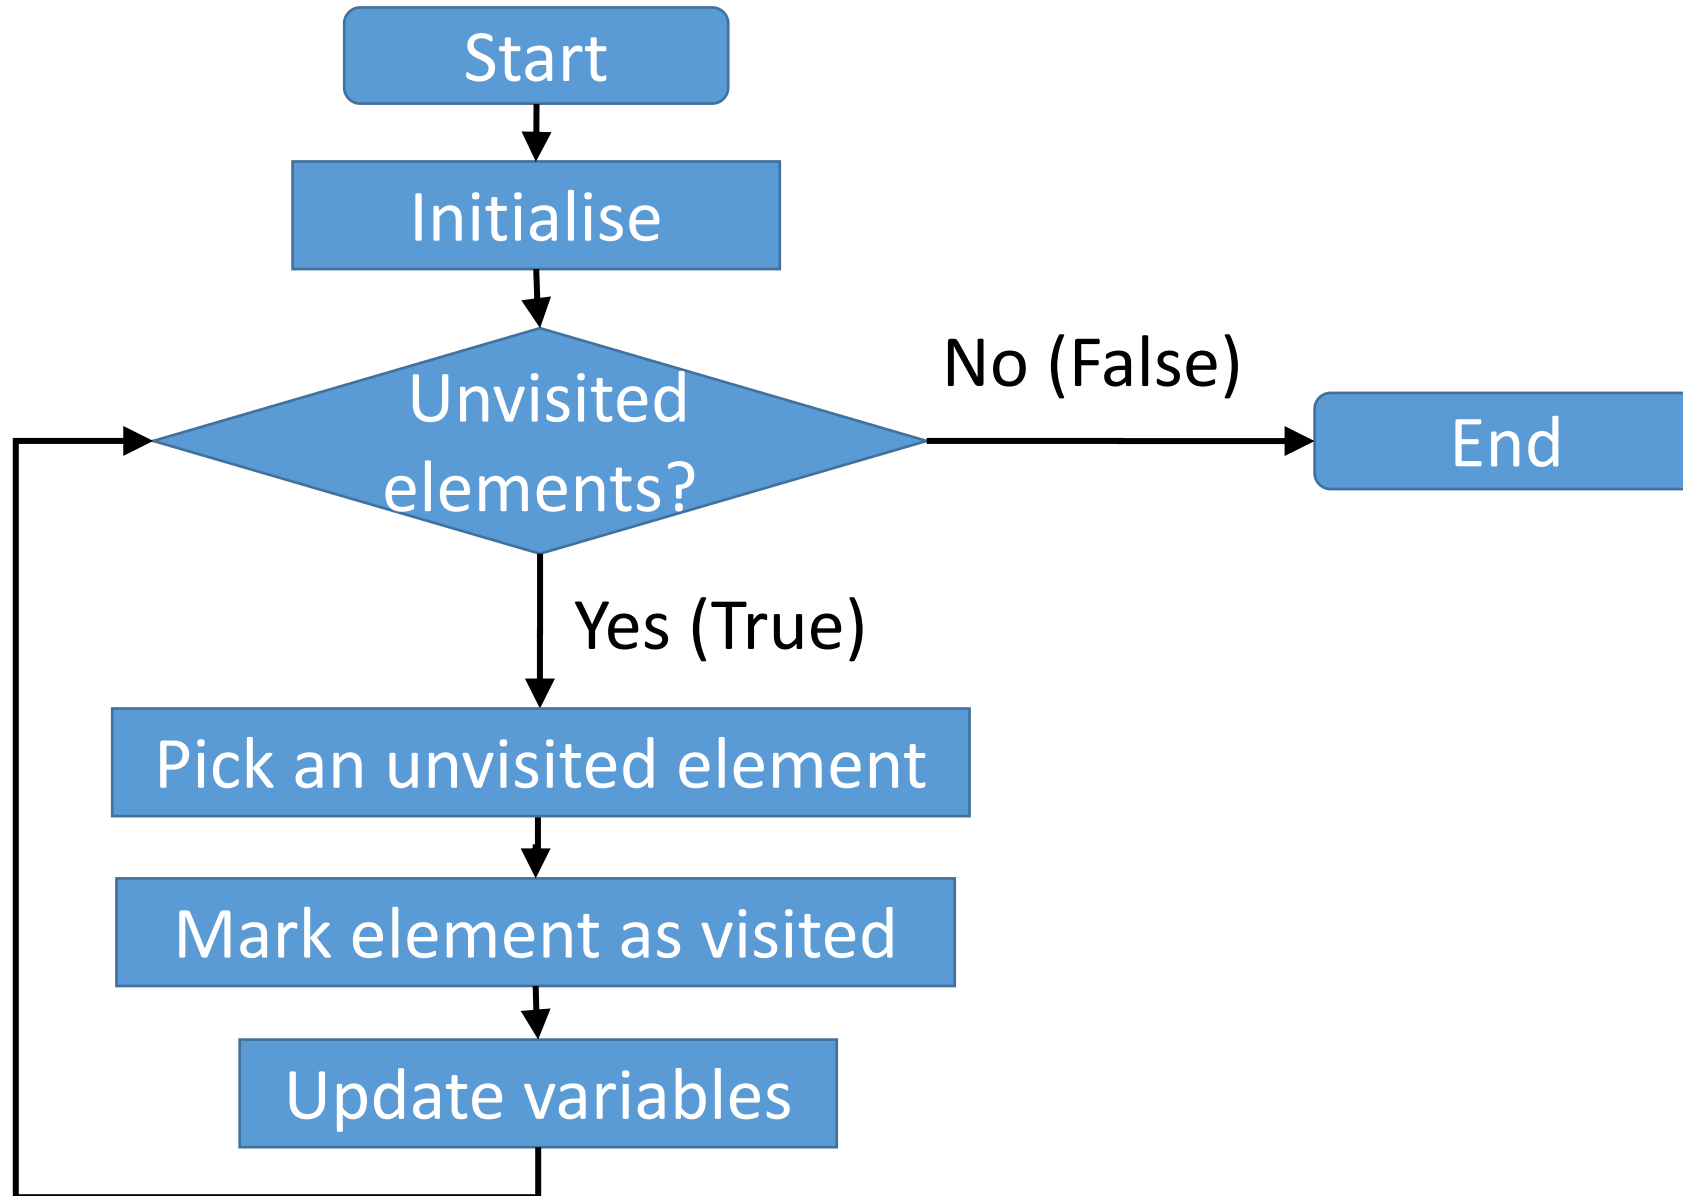 Start
Initialise
Unvisited
elements?
No (False)
End
Yes (True)
Pick an unvisited element
Mark element as visited
Update variables